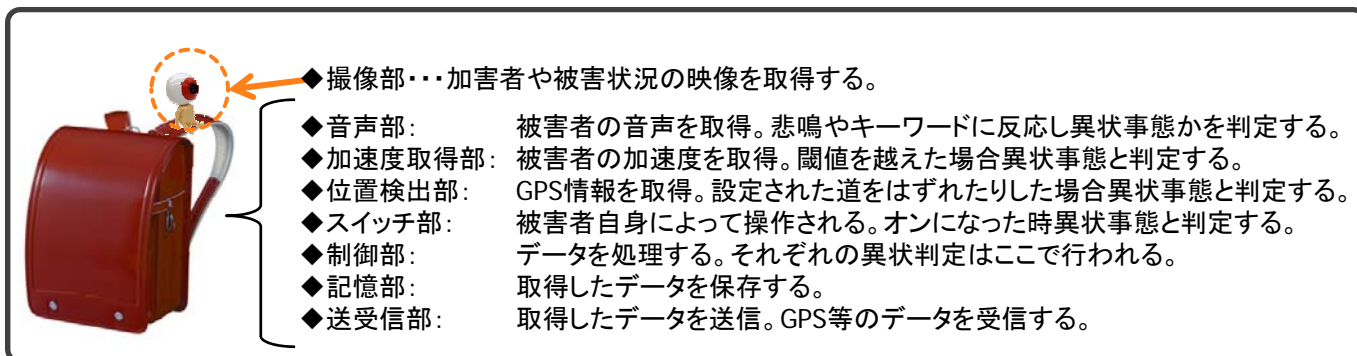 ◆撮像部・・・加害者や被害状況の映像を取得する。
◆音声部: 被害者の音声を取得。悲鳴やキーワードに反応し異状事態かを判定する。
◆加速度取得部: 被害者の加速度を取得。閾値を越えた場合異状事態と判定する。
◆位置検出部: GPS情報を取得。設定された道をはずれたりした場合異状事態と判定する。
◆スイッチ部: 被害者自身によって操作される。オンになった時異状事態と判定する。
◆制御部: データを処理する。それぞれの異状判定はここで行われる。
◆記憶部: 取得したデータを保存する。
◆送受信部: 取得したデータを送信。GPS等のデータを受信する。